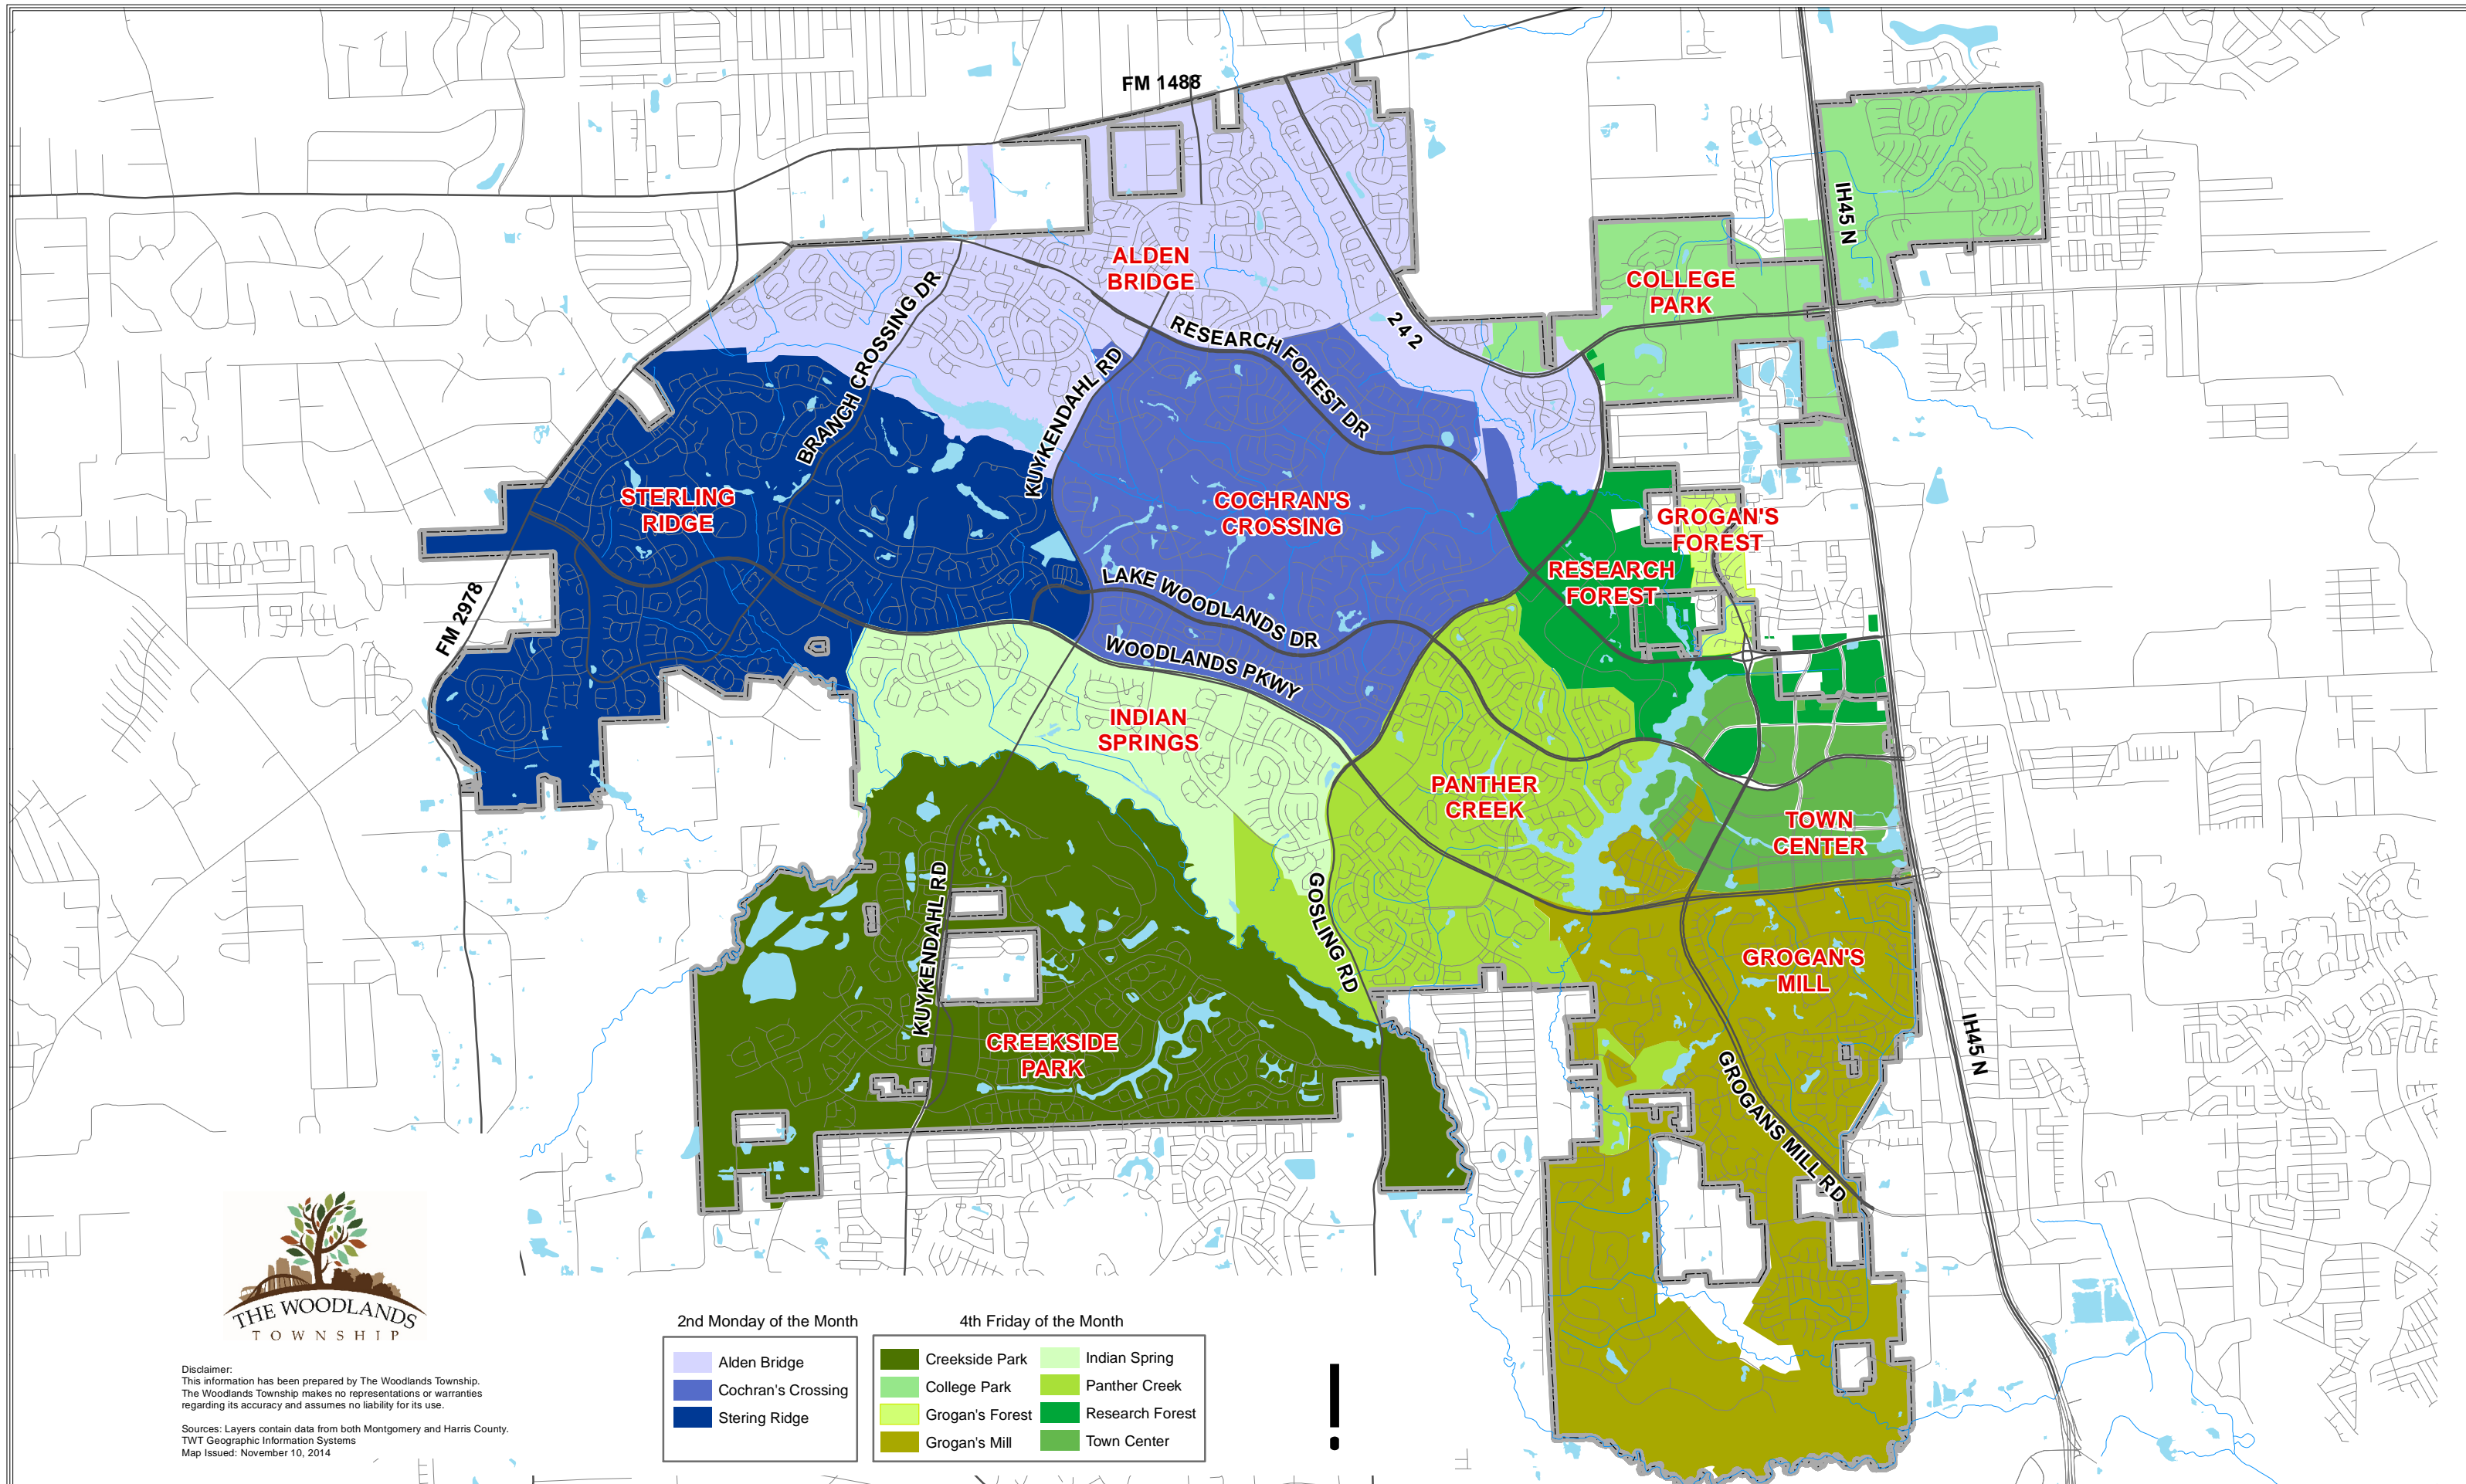 FM 1488
IH45 N
ALDEN
BRIDGE
COLLEGE
PARK
BRANCH CROSSING DR
RESEARCH FOREST DR
242
KUYKENDAHL RD
STERLING
RIDGE
COCHRAN'S
CROSSING
GROGAN'S
FOREST
RESEARCH
FOREST
LAKE WOODLANDS DR
FM 2978
WOODLANDS PKWY
INDIAN
SPRINGS
PANTHER
CREEK
TOWN
CENTER
KUYKENDAHL RD
GOSLING RD
GROGAN'S
MILL
CREEKSIDE
PARK
IH45 N
GROGANS MILL RD
THE WOODLANDS
TOWNSHIP
Disclaimer:
This information has been prepared by The Woodlands Township.
The Woodlands Township makes no representations or warranties
regarding its accuracy and assumes no liability for its use.
Sources: Layers contain data from both Montgomery and Harris County.
TWT Geographic Information Systems
Map Issued: November 10, 2014
2nd Monday of the Month
Alden Bridge
Cochran's Crossing
Stering Ridge
4th Friday of the Month
Creekside Park
College Park
Grogan's Forest
Grogan's Mill
Indian Spring
Panther Creek
Research Forest
Town Center
!